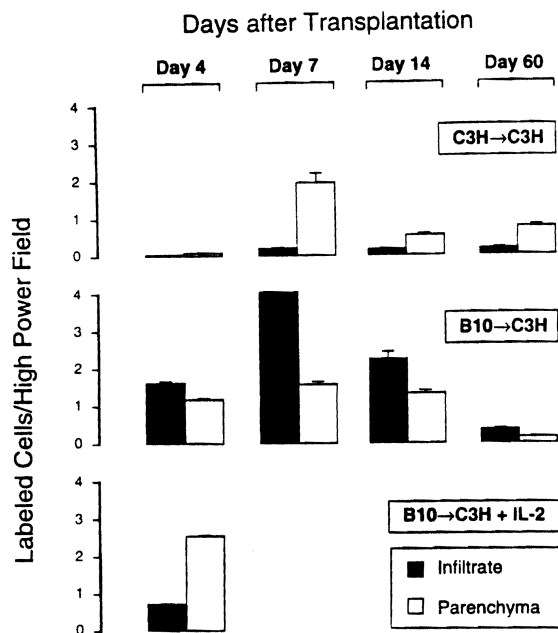 Days after Transplantation
Day 4 Day 7 Day 14 Day 60
Labeled Cells/High Power Field
4
3
2
1
0
C3H→C3H
4
3
2
1
0
B10→C3H
4
3
2
1
0
B10→C3H + IL-2
Infiltrate
Parenchyma